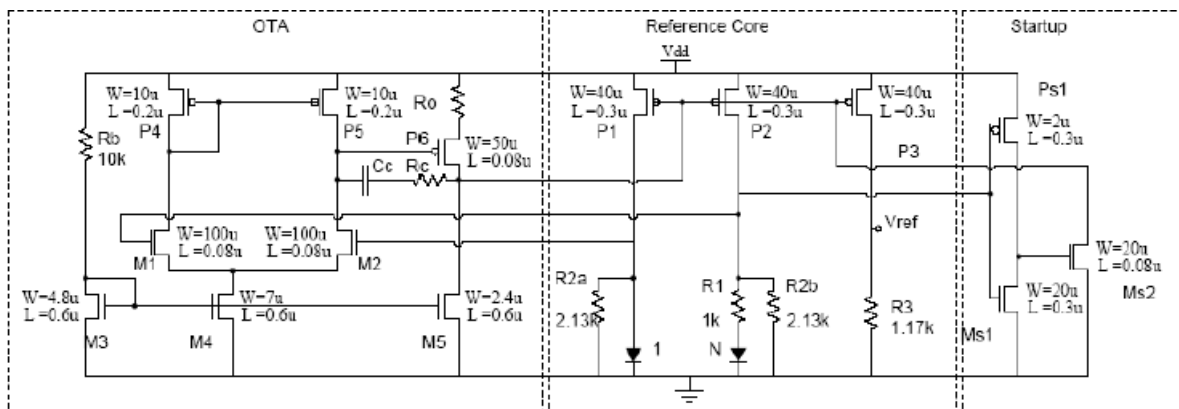 OTA
Reference Core
Startup
Vdd
W=10u
L =0.2u
P4
W=10u
L =0.2u
P5
Ro
Rb
10k
P6
W=50u
L =0.08u
Cc
Rc
W=100u
L =0.08u
M1
W=100u
L =0.08u
M2
W=4.8u
L =0.6u
M3
W=7u
L =0.6u
M4
W=2.4u
L =0.6u
M5
W=40u
L =0.3u
P1
W=40u
L =0.3u
P2
W=40u
L =0.3u
P3
Vref
R2a
2.13k
1
R1
1k
N
R2b
2.13k
R3
1.17k
Ps1
W=2u
L =0.3u
W=20u
L =0.08u
Ms2
W=20u
L =0.3u
Ms1